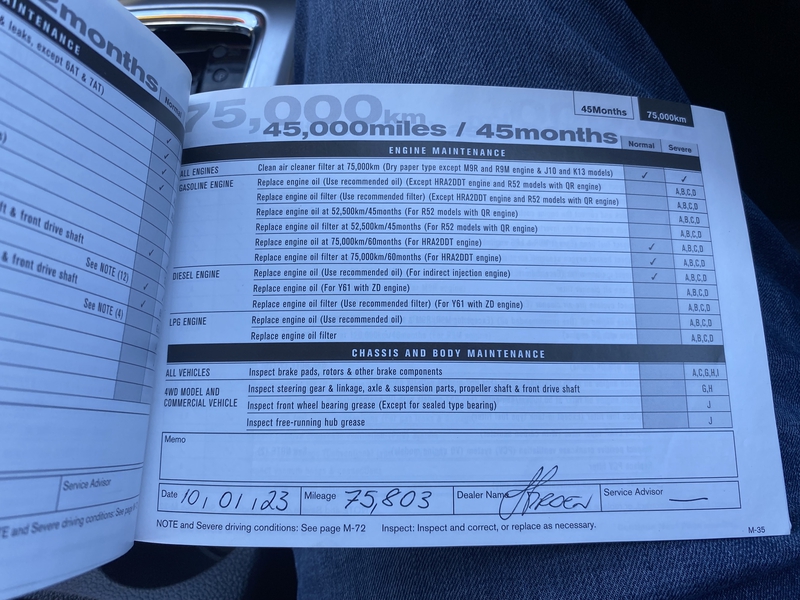 2months
MAINTENANCE
& leaks, except 6AT & 7AT)
Normal
ft & front drive shaft
See NOTE (12)
& front drive shaft
See NOTE (4)
Service Advisor
75,000km
45,000miles / 45months
45Months
75,000km
ENGINE MAINTENANCE
Normal
Severe
ALL ENGINES Clean air cleaner filter at 75,000km (Dry paper type except M9R and R9M engine & J10 and K13 models) ✓ ✓
GASOLINE ENGINE Replace engine oil (Use recommended oil) (Except HRA2DDT engine and R52 models with QR engine) A,B,C,D
Replace engine oil filter (Use recommended filter) (Except HRA2DDT engine and R52 models with QR engine) A,B,C,D
Replace engine oil at 52,500km/45months (For R52 models with QR engine) A,B,C,D
Replace engine oil filter at 52,500km/45months (For R52 models with QR engine) A,B,C,D
Replace engine oil at 75,000km/60months (For HRA2DDT engine) ✓ A,B,C,D
Replace engine oil filter at 75,000km/60months (For HRA2DDT engine) ✓ A,B,C,D
DIESEL ENGINE Replace engine oil (Use recommended oil) (For indirect injection engine) ✓ A,B,C,D
Replace engine oil (For Y61 with ZD engine) A,B,C,D
Replace engine oil filter (Use recommended filter) (For Y61 with ZD engine) A,B,C,D
LPG ENGINE Replace engine oil (Use recommended oil) A,B,C,D
Replace engine oil filter A,B,C,D
CHASSIS AND BODY MAINTENANCE
ALL VEHICLES Inspect brake pads, rotors & other brake components A,C,G,H,I
4WD MODEL AND Inspect steering gear & linkage, axle & suspension parts, propeller shaft & front drive shaft G,H
COMMERCIAL VEHICLE Inspect front wheel bearing grease (Except for sealed type bearing) J
Inspect free-running hub grease J
Memo
Date 10, 01, 23 Mileage 75,803 Dealer Name Service Advisor —
NOTE and Severe driving conditions: See page M-72 Inspect: Inspect and correct, or replace as necessary.
M-35